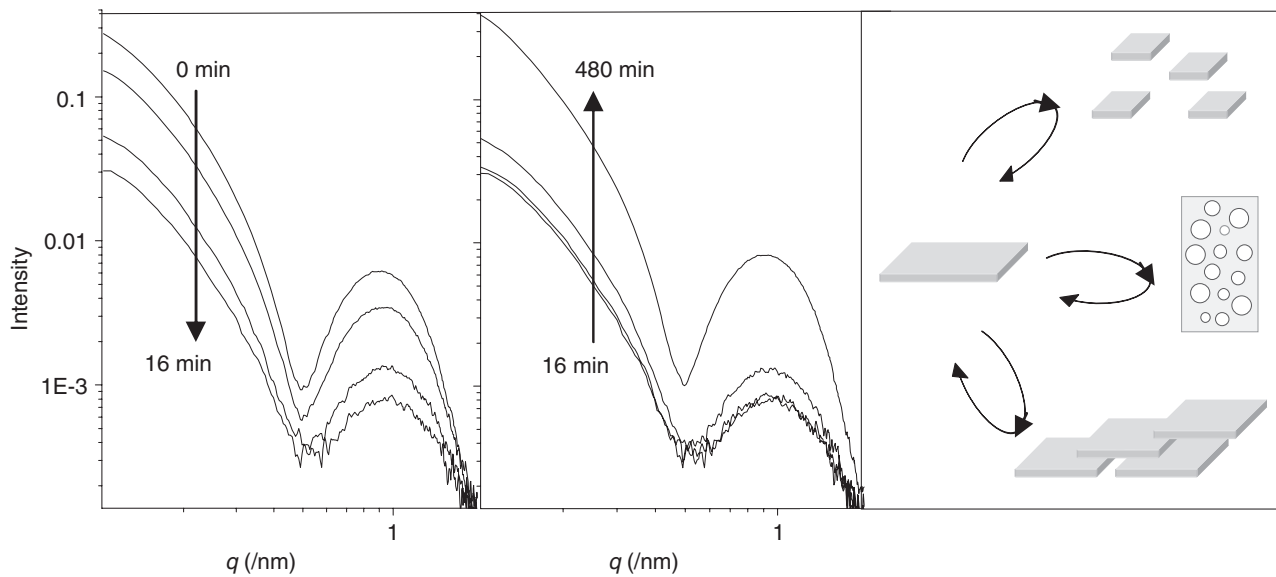 0 min
480 min
0.1
0.01
Intensity
16 min
16 min
1E-3
1
1
q (/nm)
q (/nm)